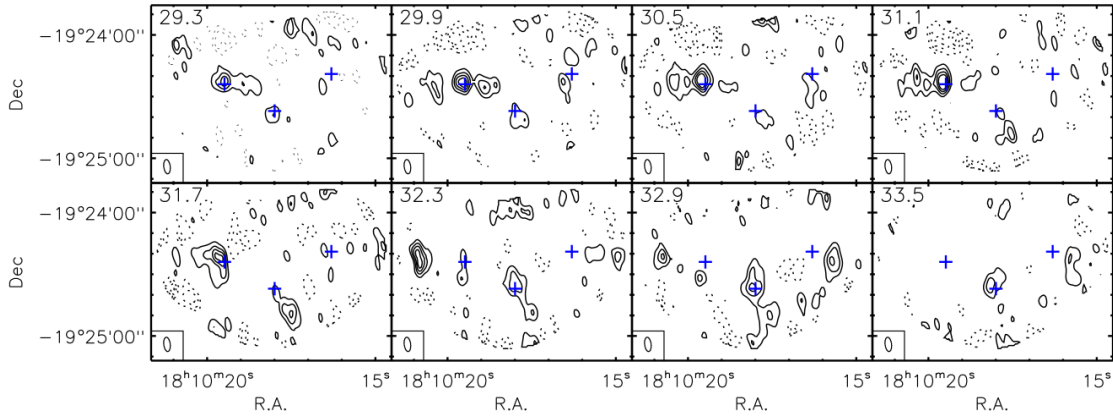 29.3 29.9 30.5 31.1
−19°24'00''
Dec
−19°25'00''
31.7 32.3 32.9 33.5
−19°24'00''
Dec
−19°25'00''
18ʰ10ᵐ20ˢ 15ˢ 18ʰ10ᵐ20ˢ 15ˢ 18ʰ10ᵐ20ˢ 15ˢ 18ʰ10ᵐ20ˢ 15ˢ
R.A. R.A. R.A. R.A.